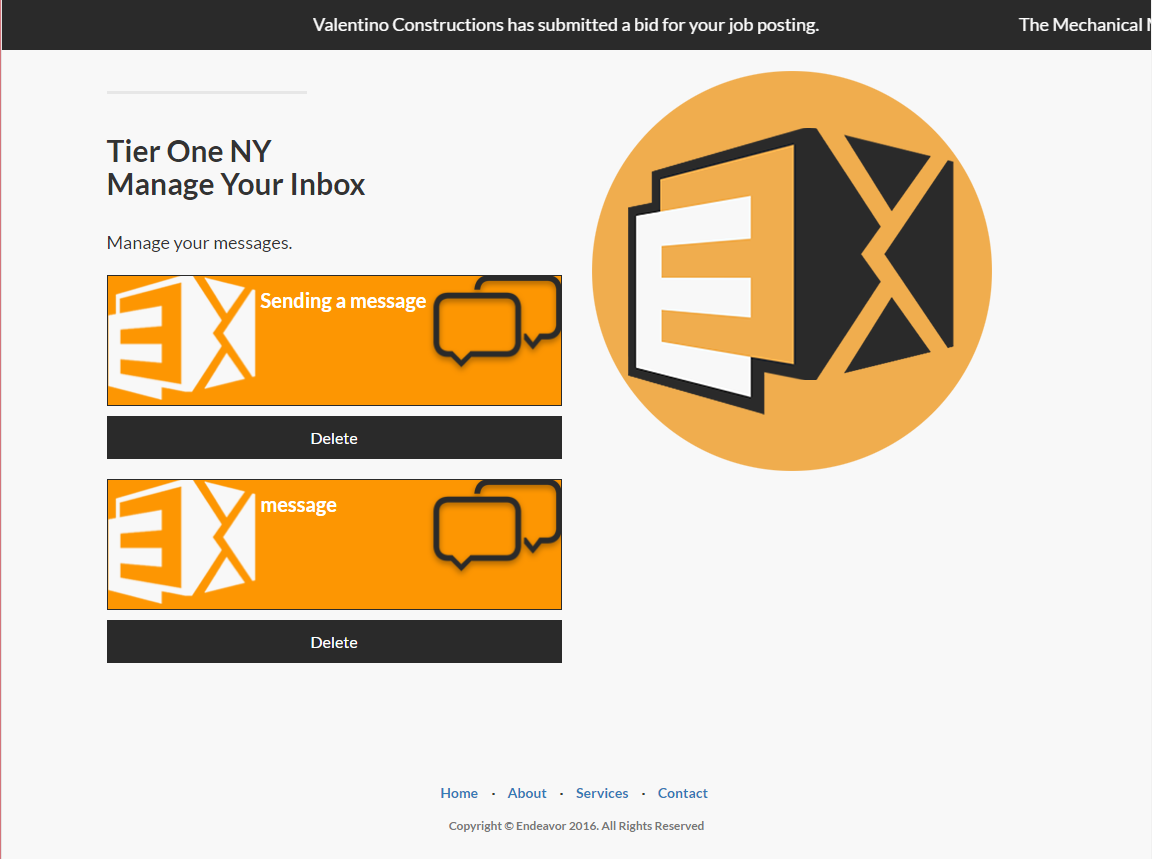 Valentino Constructions has submitted a bid for your job posting. The Mechanical
Tier One NY
Manage Your Inbox
Manage your messages.
Sending a message
Delete
message
Delete
Home · About · Services · Contact
Copyright © Endeavor 2016. All Rights Reserved